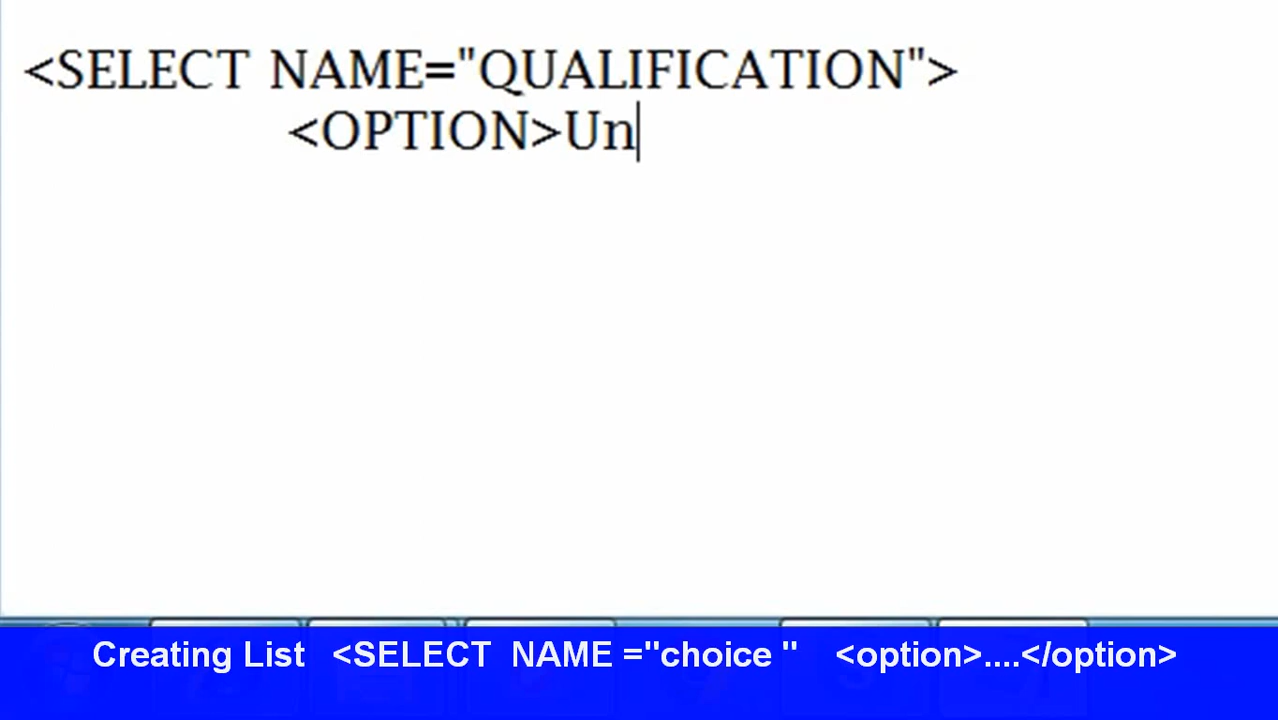 <SELECT NAME="QUALIFICATION">
<OPTION>Un
Creating List <SELECT NAME ="choice " <option>....</option>